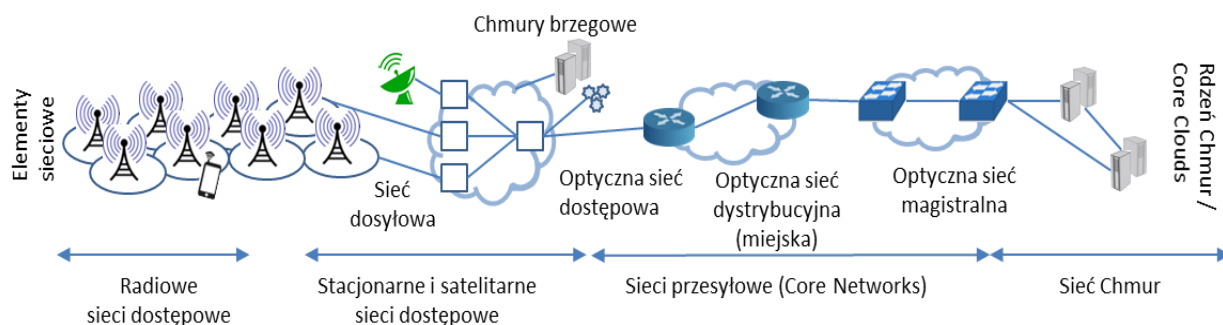 Chmury brzegowe
Elementy
sieciowe
Sieć
dosyłowa
Optyczna sieć
dostępowa
Optyczna sieć
dystrybucyjna
(miejska)
Optyczna sieć
magistralna
Rdzeń Chmur /
Core Clouds
Radiowe
sieci dostępowe
Stacjonarne i satelitarne
sieci dostępowe
Sieci przesyłowe (Core Networks)
Sieć Chmur